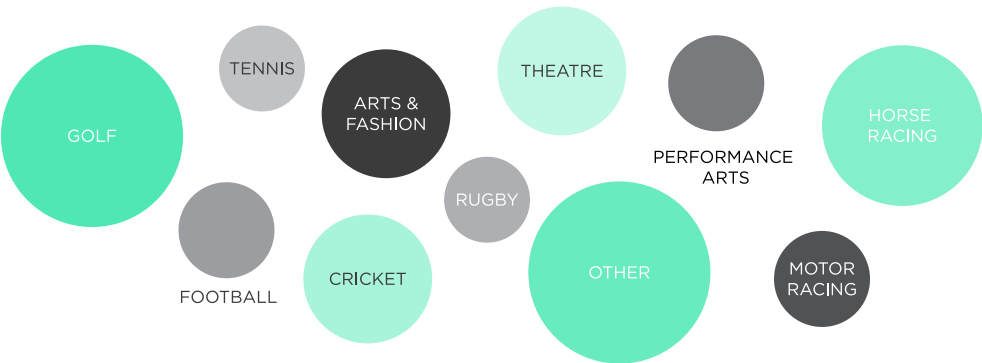 TENNIS
THEATRE
ARTS &
FASHION
HORSE
RACING
GOLF
PERFORMANCE
ARTS
RUGBY
OTHER
MOTOR
RACING
CRICKET
FOOTBALL